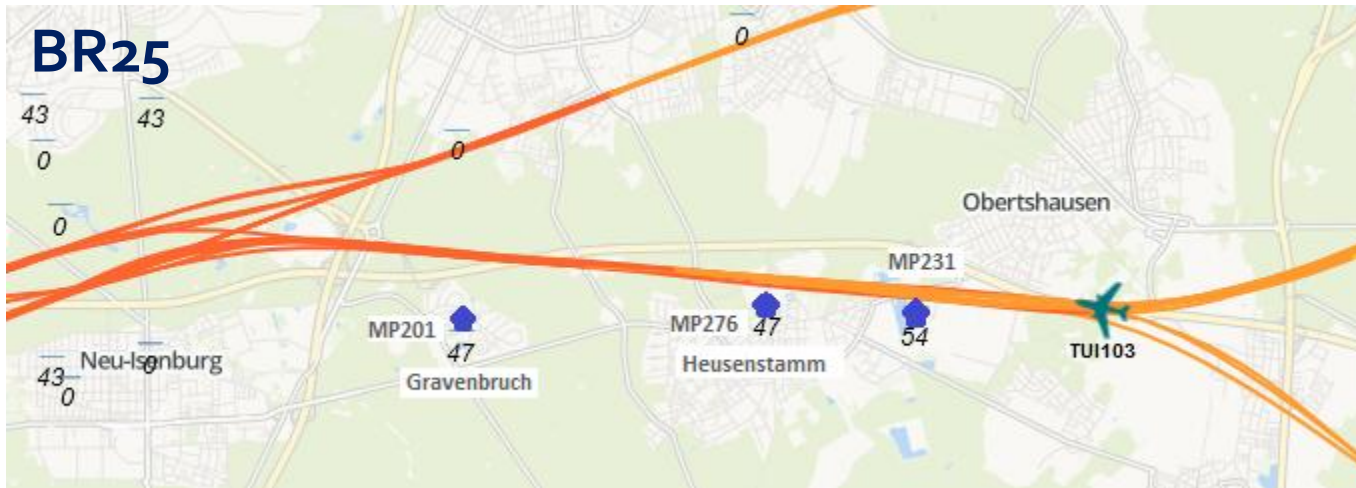 BR25
0
43
43
0
0
0
Obertshausen
MP231
MP201
MP276
47
54
47
TUI103
Neu-Isenburg
0
Heusenstamm
43
0
Gravenbruch